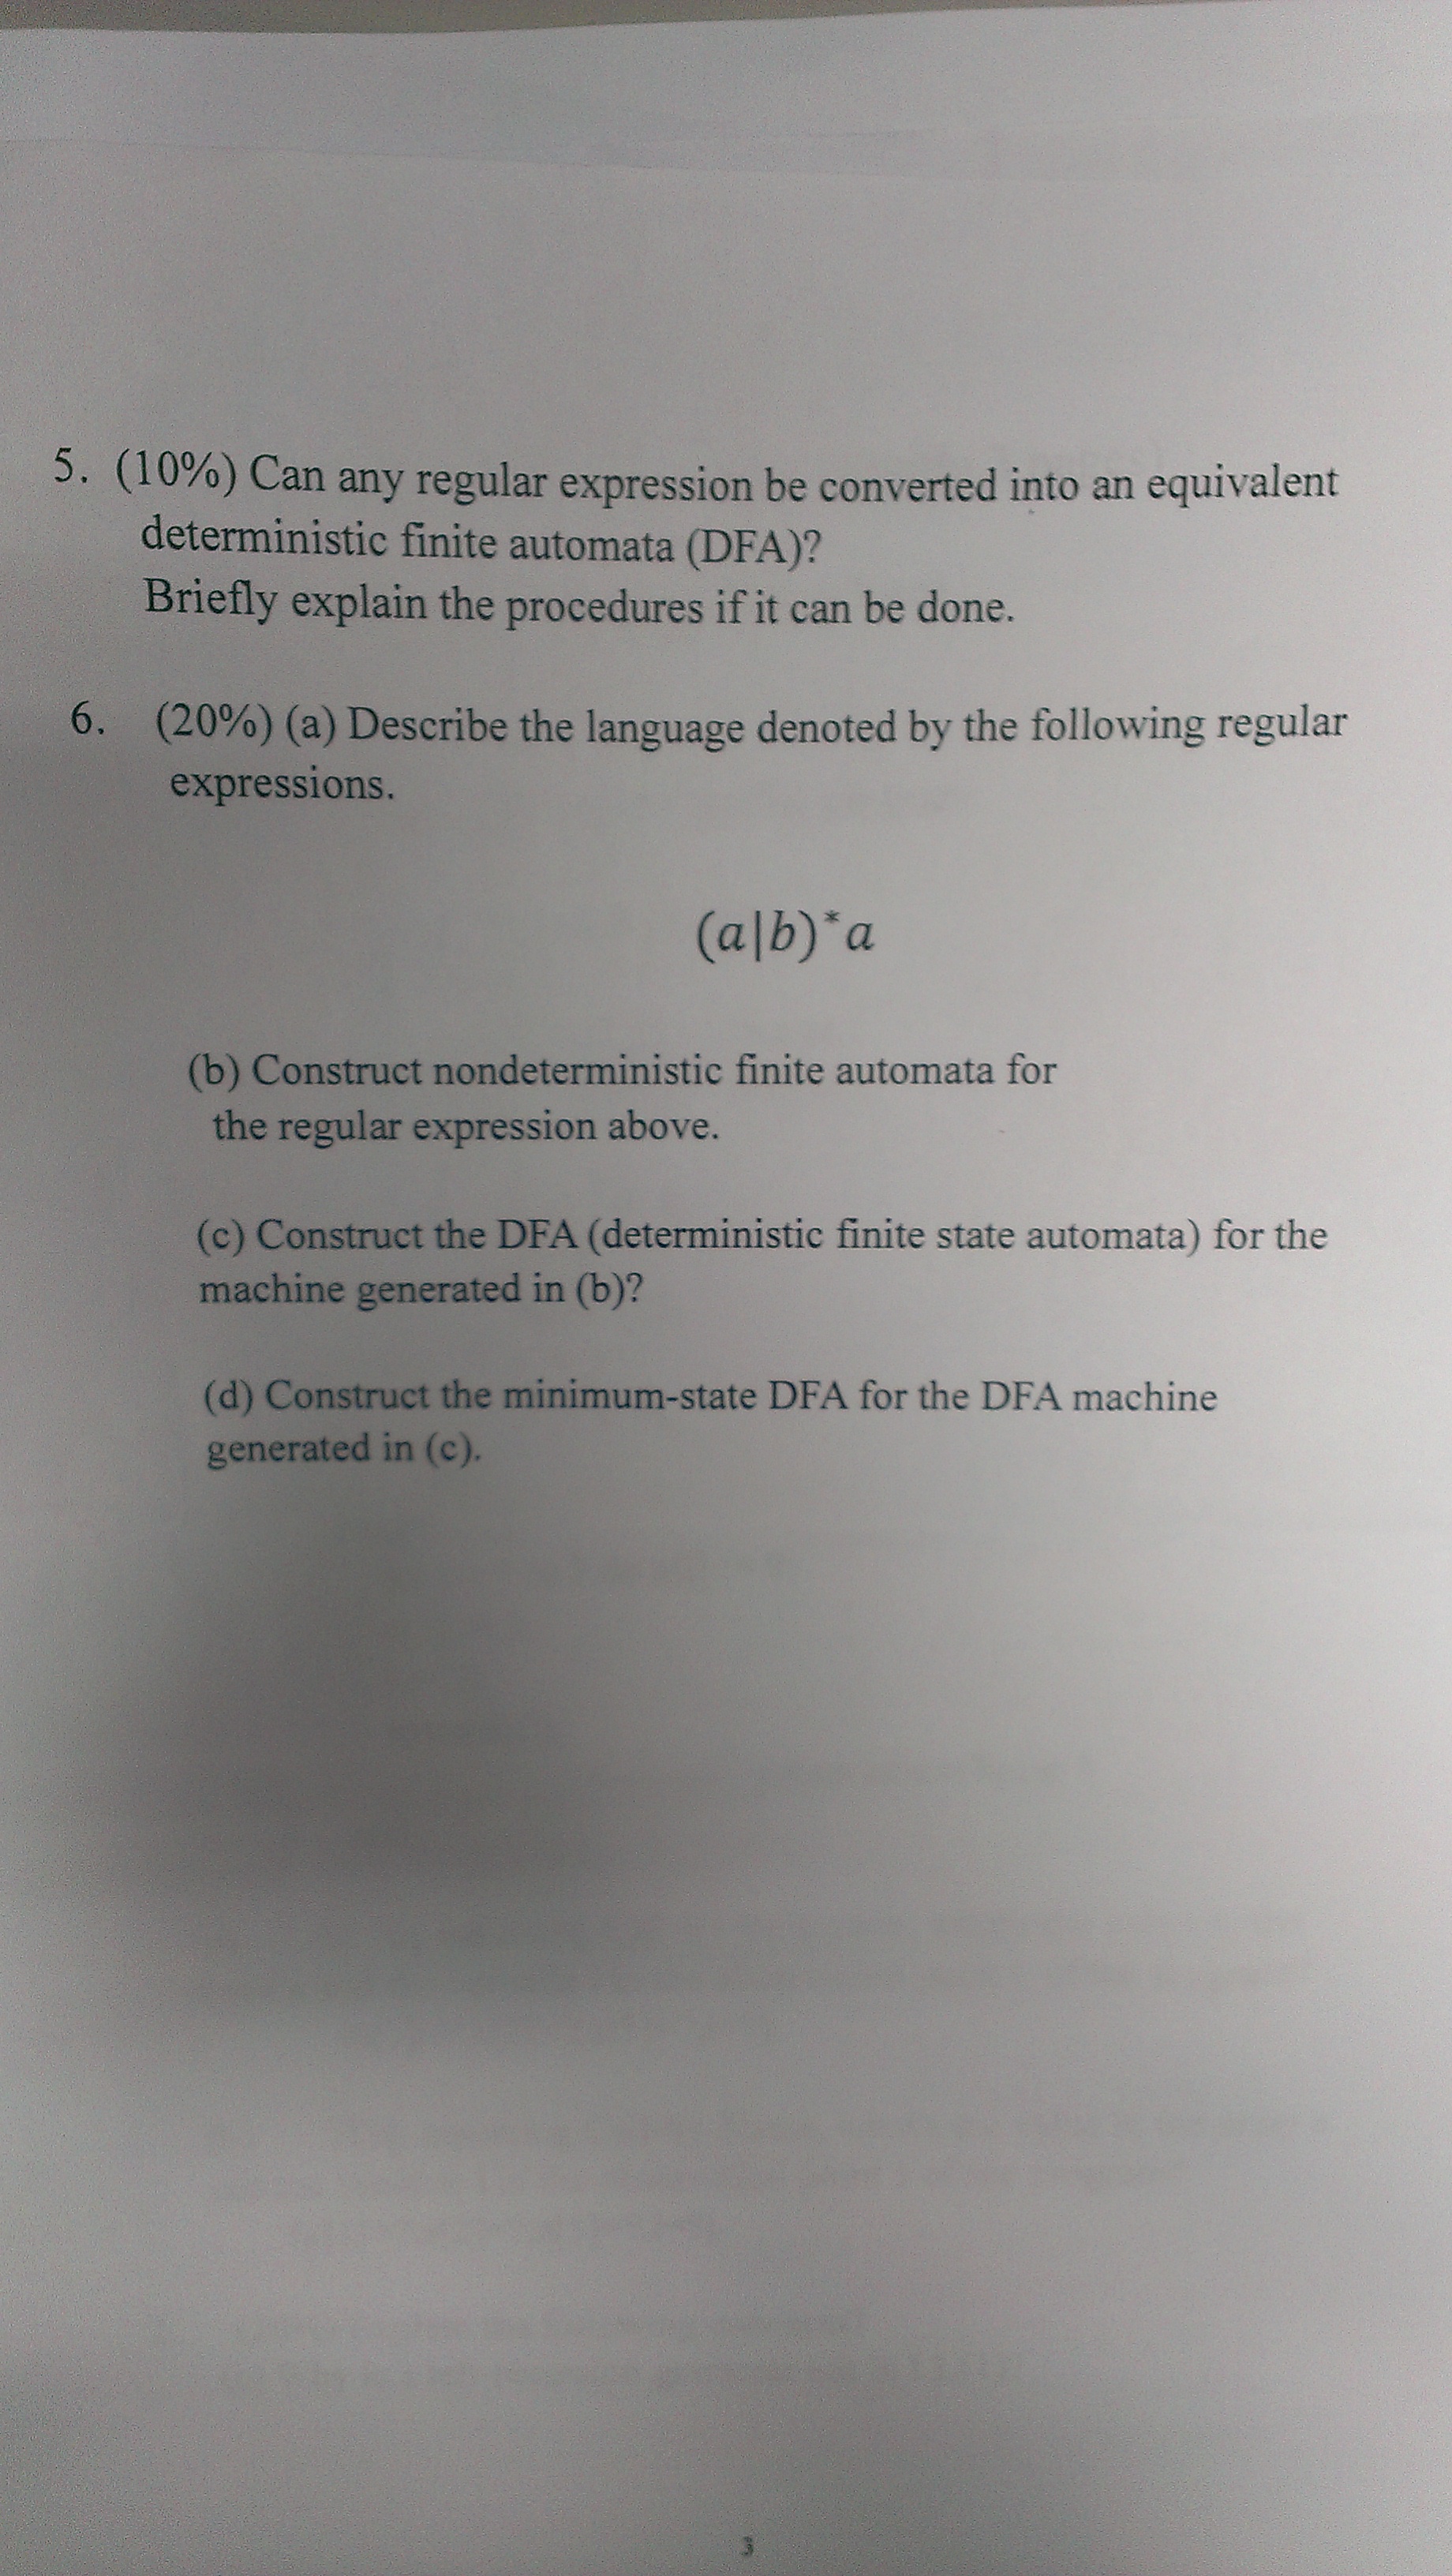 5. (10%) Can any regular expression be converted into an equivalent
deterministic finite automata (DFA)?
Briefly explain the procedures if it can be done.
6. (20%) (a) Describe the language denoted by the following regular
expressions.
(a|b)*a
(b) Construct nondeterministic finite automata for
the regular expression above.
(c) Construct the DFA (deterministic finite state automata) for the
machine generated in (b)?
(d) Construct the minimum-state DFA for the DFA machine
generated in (c).
3